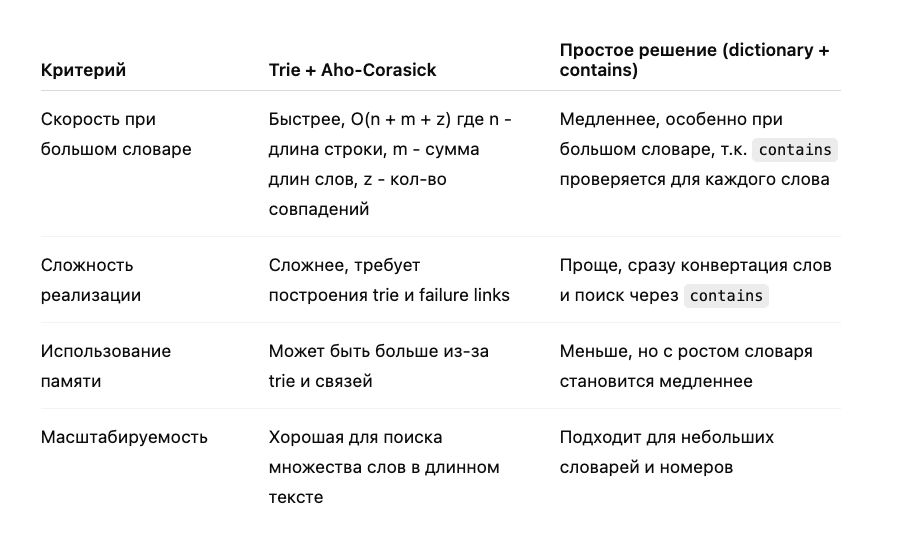 Критерий
Trie + Aho-Corasick
Простое решение (dictionary +
contains)
Скорость при
большом словаре
Быстрее, O(n + m + z) где n -
длина строки, m - сумма
длин слов, z - кол-во
совпадений
Медленнее, особенно при
большом словаре, т.к. contains
проверяется для каждого слова
Сложность
реализации
Сложнее, требует
построения trie и failure links
Проще, сразу конвертация слов
и поиск через contains
Использование
памяти
Может быть больше из-за
trie и связей
Меньше, но с ростом словаря
становится медленнее
Масштабируемость
Хорошая для поиска
множества слов в длинном
тексте
Подходит для небольших
словарей и номеров